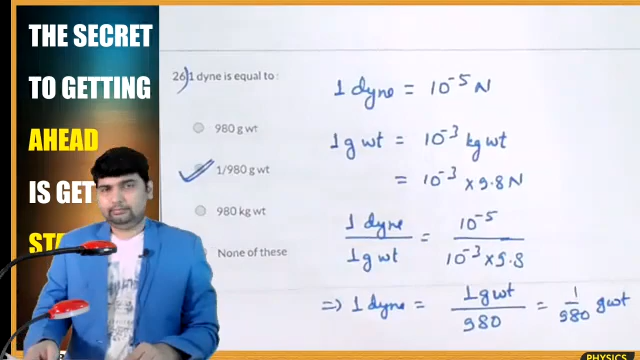 THE SECRET
TO GETTING
AHEAD
IS GET
26) 1 dyne is equal to :
980 g wt
1/980 g wt
980 kg wt
None of these
1 dyne = 10⁻⁵ N
1 g wt = 10⁻³ kg wt
= 10⁻³ × 9.8 N
1 dyne / 1 g wt = 10⁻⁵ / 10⁻³ × 9.8
⇒ 1 dyne = 1 g wt / 980 = 1 / 980 g wt
PHYSICS